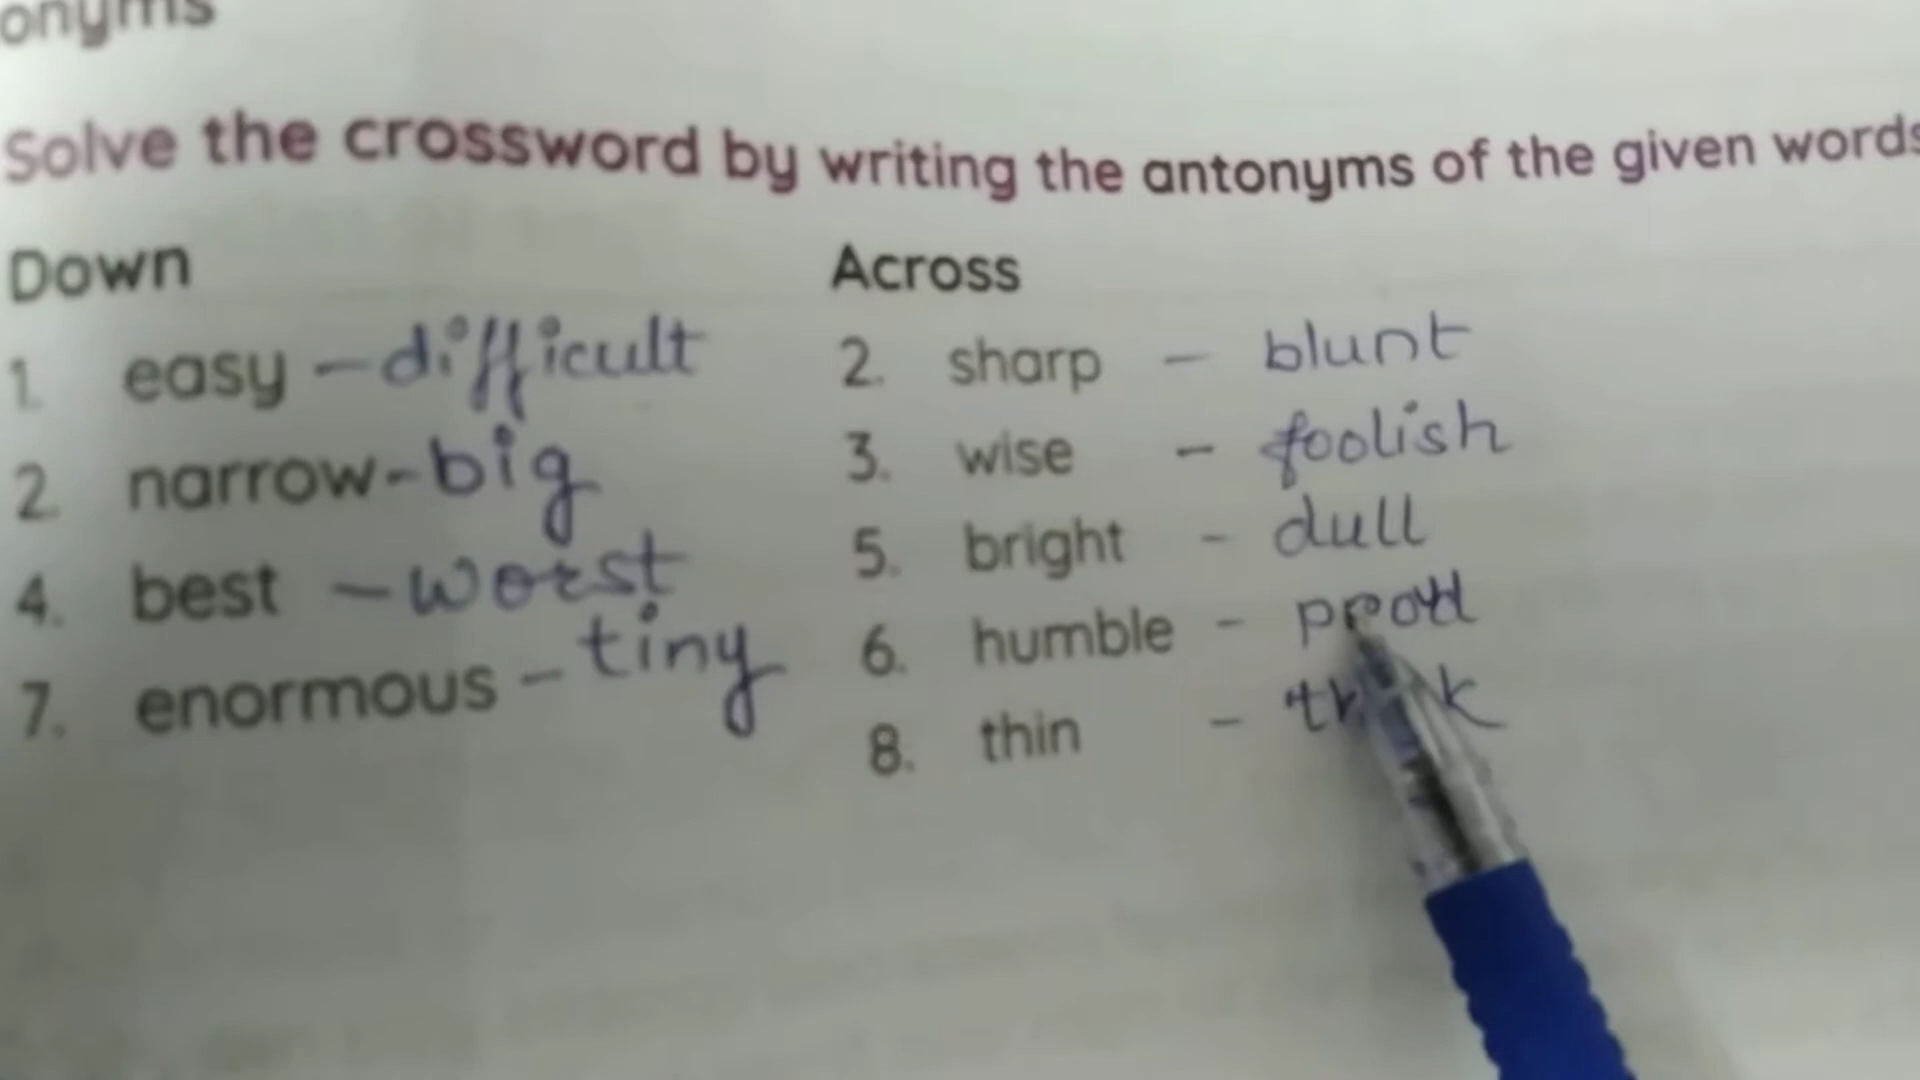 onyms
Solve the crossword by writing the antonyms of the given words
Down
1. easy – difficult
2. narrow - big
4. best – worst
7. enormous – tiny
Across
2. sharp – blunt
3. wise – foolish
5. bright – dull
6. humble –
8. thin –